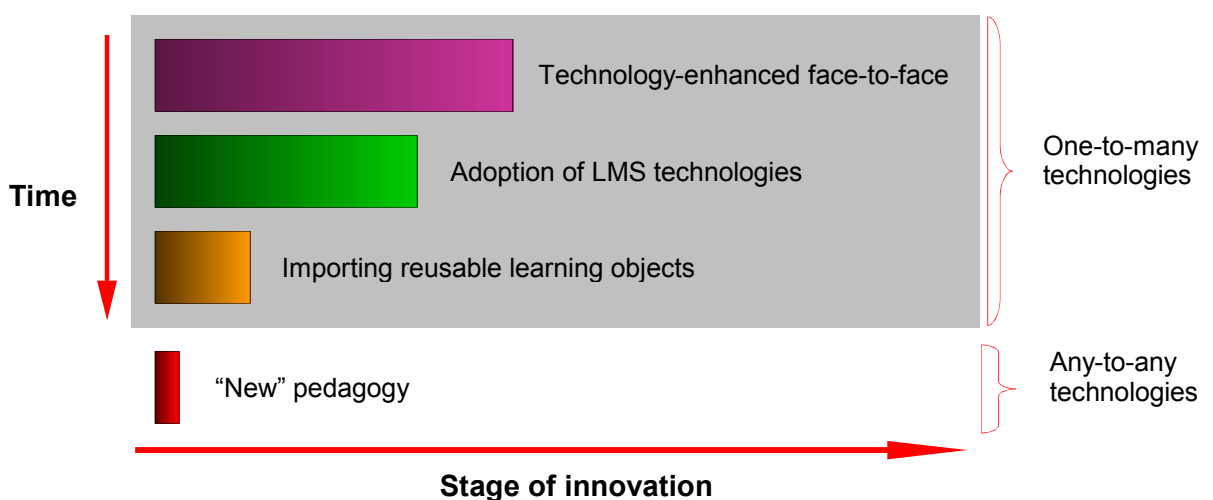 Technology-enhanced face-to-face
Adoption of LMS technologies
One-to-many
technologies
Time
Importing reusable learning objects
“New” pedagogy
Any-to-any
technologies
Stage of innovation